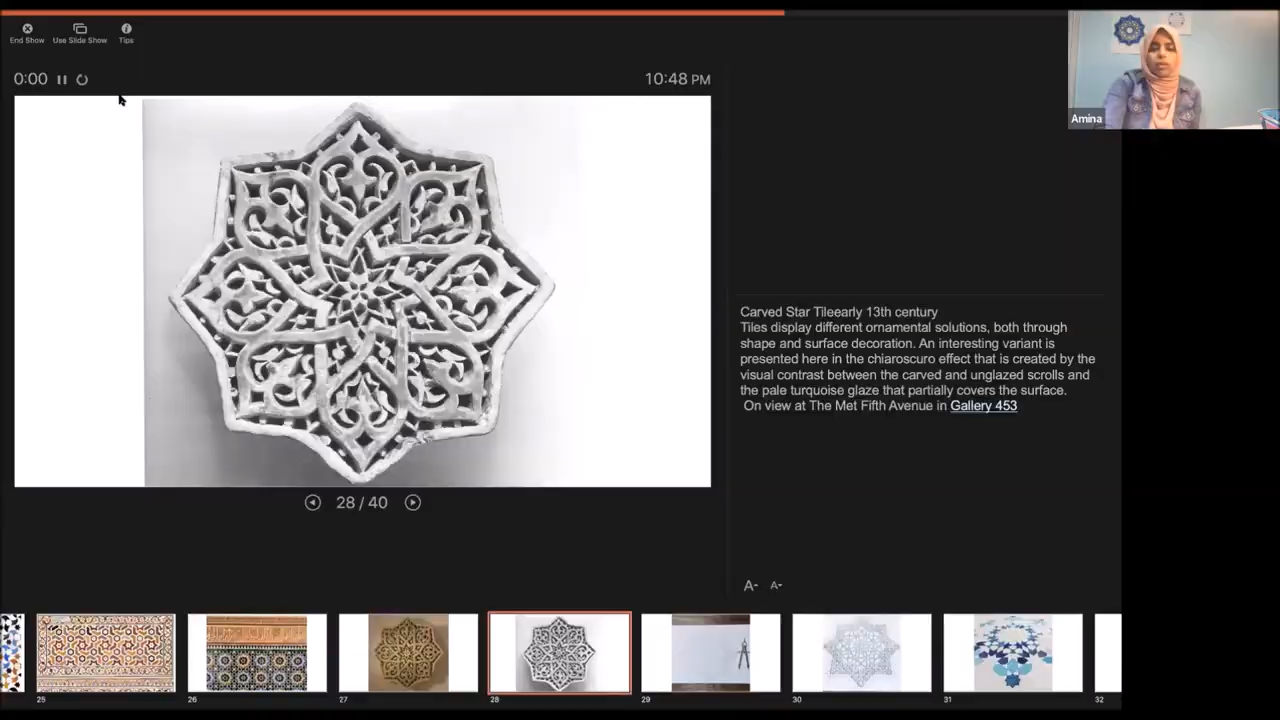 End Show
Use Slide Show
Tips
0:00
10:48 PM
Amina
Carved Star Tileearly 13th century
Tiles display different ornamental solutions, both through
shape and surface decoration. An interesting variant is
presented here in the chiaroscuro effect that is created by the
visual contrast between the carved and unglazed scrolls and
the pale turquoise glaze that partially covers the surface.
On view at The Met Fifth Avenue in Gallery 453
28 / 40
A- A-
25
26
27
28
29
30
31
32